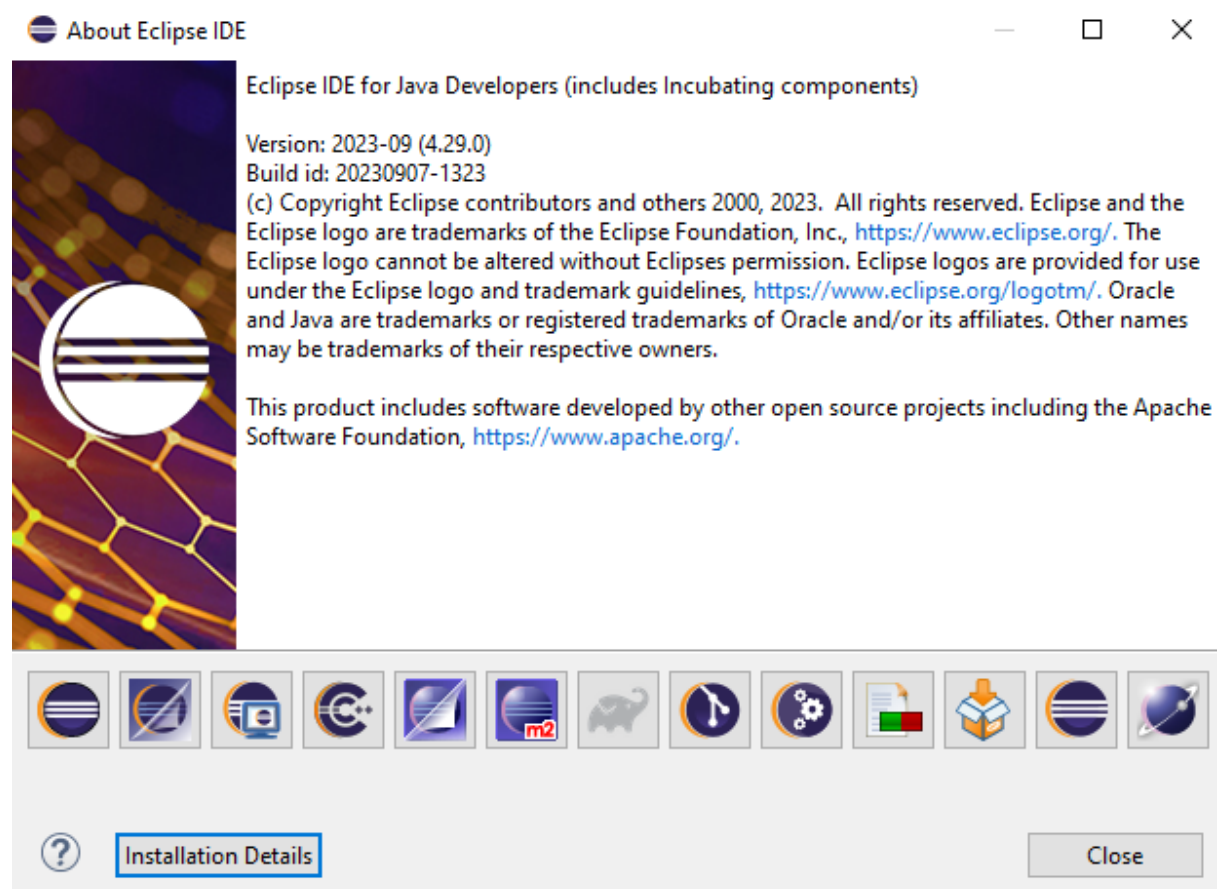 About Eclipse IDE
Eclipse IDE for Java Developers (includes Incubating components)
Version: 2023-09 (4.29.0)
Build id: 20230907-1323
(c) Copyright Eclipse contributors and others 2000, 2023.  All rights reserved. Eclipse and the
Eclipse logo are trademarks of the Eclipse Foundation, Inc., https://www.eclipse.org/. The
Eclipse logo cannot be altered without Eclipses permission. Eclipse logos are provided for use
under the Eclipse logo and trademark guidelines, https://www.eclipse.org/logotm/. Oracle
and Java are trademarks or registered trademarks of Oracle and/or its affiliates. Other names
may be trademarks of their respective owners.
This product includes software developed by other open source projects including the Apache
Software Foundation, https://www.apache.org/.
m2
?
Installation Details
Close